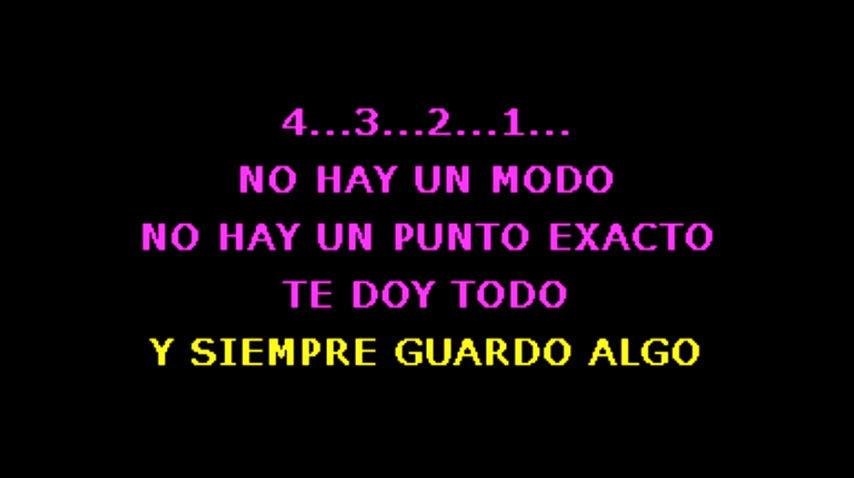 4...3...2...1...
NO HAY UN MODO
NO HAY UN PUNTO EXACTO
TE DOY TODO
Y SIEMPRE GUARDO ALGO